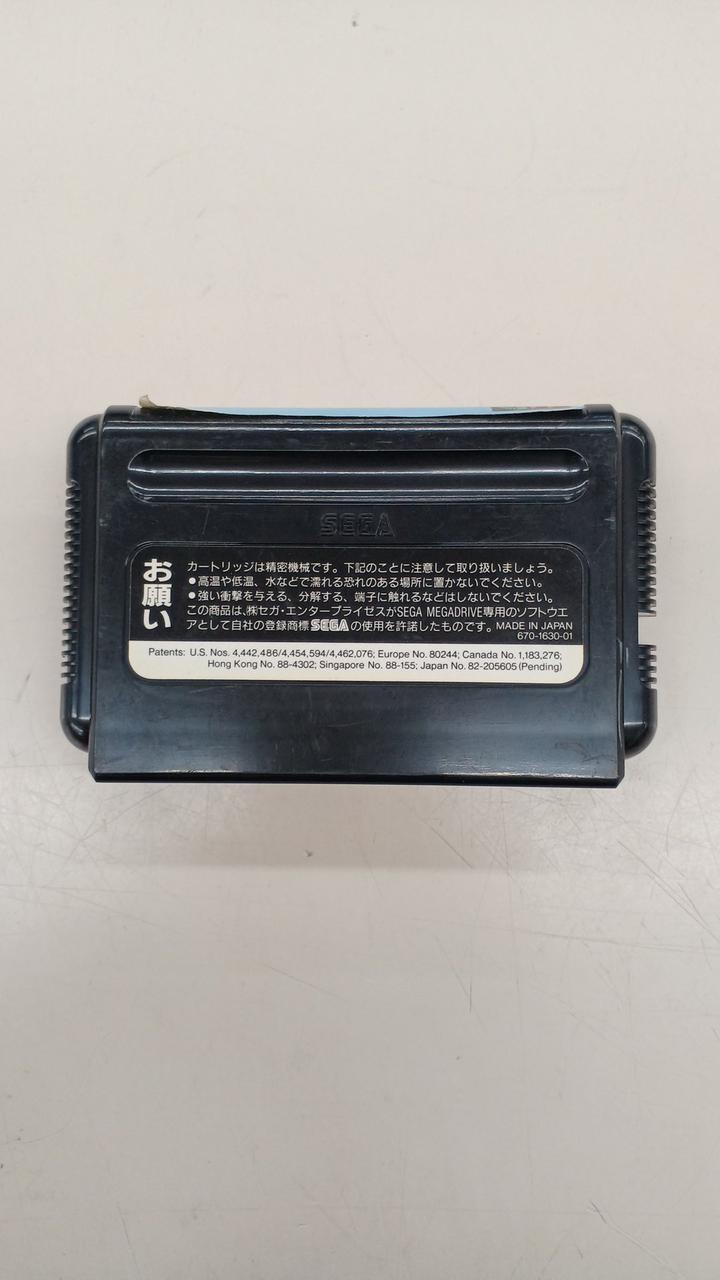 SEGA
お願い
カートリッジは精密機械です。下記のことに注意して取り扱いましょう。
●高温や低温、水などで濡れる恐れのある場所に置かないでください。
●強い衝撃を与える、分解する、端子に触れるなどはしないでください。
この商品は、㈱セガ・エンタープライゼスがSEGA MEGADRIVE専用のソフトウエ
アとして自社の登録商標SEGAの使用を許諾したものです。MADE IN JAPAN
670-1630-01
Patents: U.S. Nos. 4,442,486/4,454,594/4,462,076; Europe No. 80244; Canada No. 1,183,276;
Hong Kong No. 88-4302; Singapore No. 88-155; Japan No. 82-205605 (Pending)